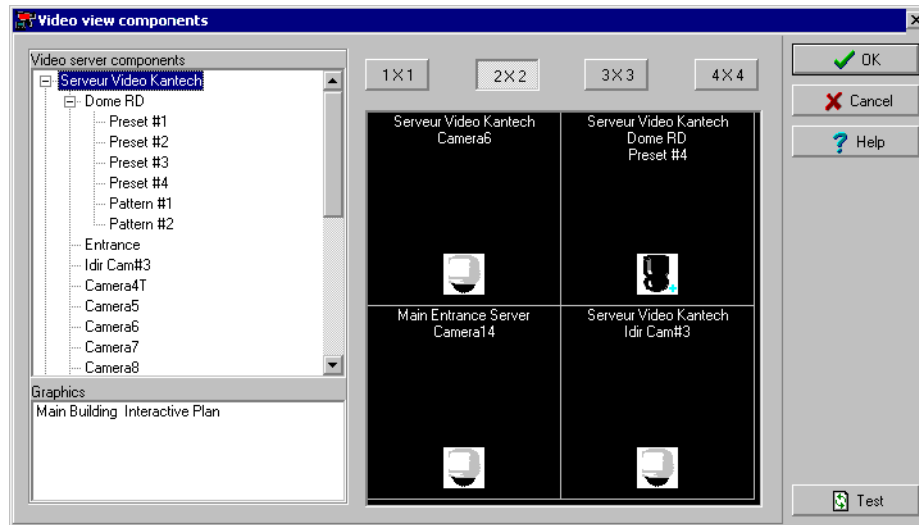 Video view components
Video server components
Serveur Video Kantech
Dome RD
Preset #1
Preset #2
Preset #3
Preset #4
Pattern #1
Pattern #2
Entrance
Idir Cam#3
Camera4T
Camera5
Camera6
Camera7
Camera8
Graphics
Main Building Interactive Plan
1X1 2X2 3X3 4X4
Serveur Video Kantech
Camera6
Serveur Video Kantech
Dome RD
Preset #4
Main Entrance Server
Camera14
Serveur Video Kantech
Idir Cam#3
OK
Cancel
Help
Test